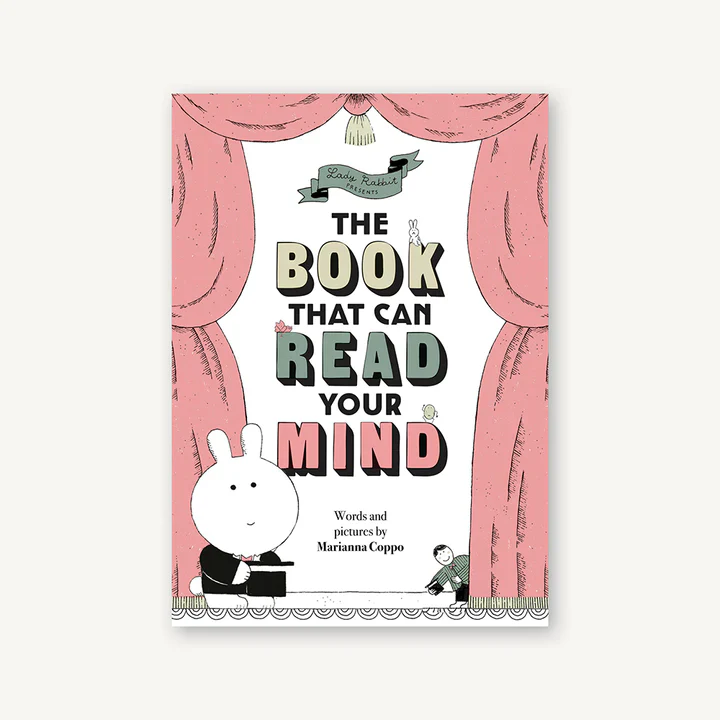 Lady Rabbit
PRESENTS
THE
BOOK
THAT CAN
READ
YOUR
MIND
Words and
pictures by
Marianna Coppo